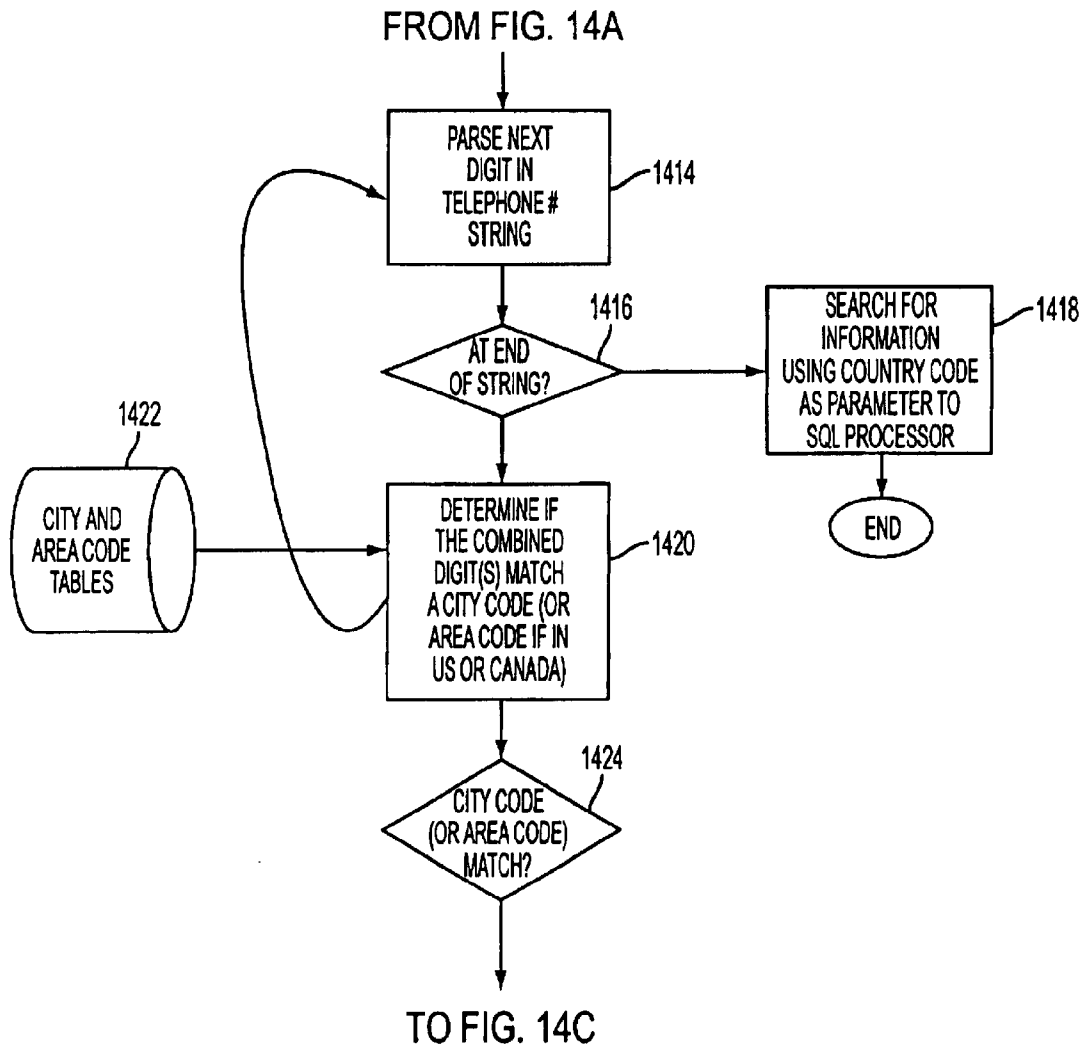 FROM FIG. 14A
PARSE NEXT
DIGIT IN
TELEPHONE #
STRING
1414
1416
AT END
OF STRING?
SEARCH FOR
INFORMATION
USING COUNTRY CODE
AS PARAMETER TO
SQL PROCESSOR
1418
END
1422
CITY AND
AREA CODE
TABLES
DETERMINE IF
THE COMBINED
DIGIT(S) MATCH
A CITY CODE (OR
AREA CODE IF IN
US OR CANADA)
1420
1424
CITY CODE
(OR AREA CODE)
MATCH?
TO FIG. 14C